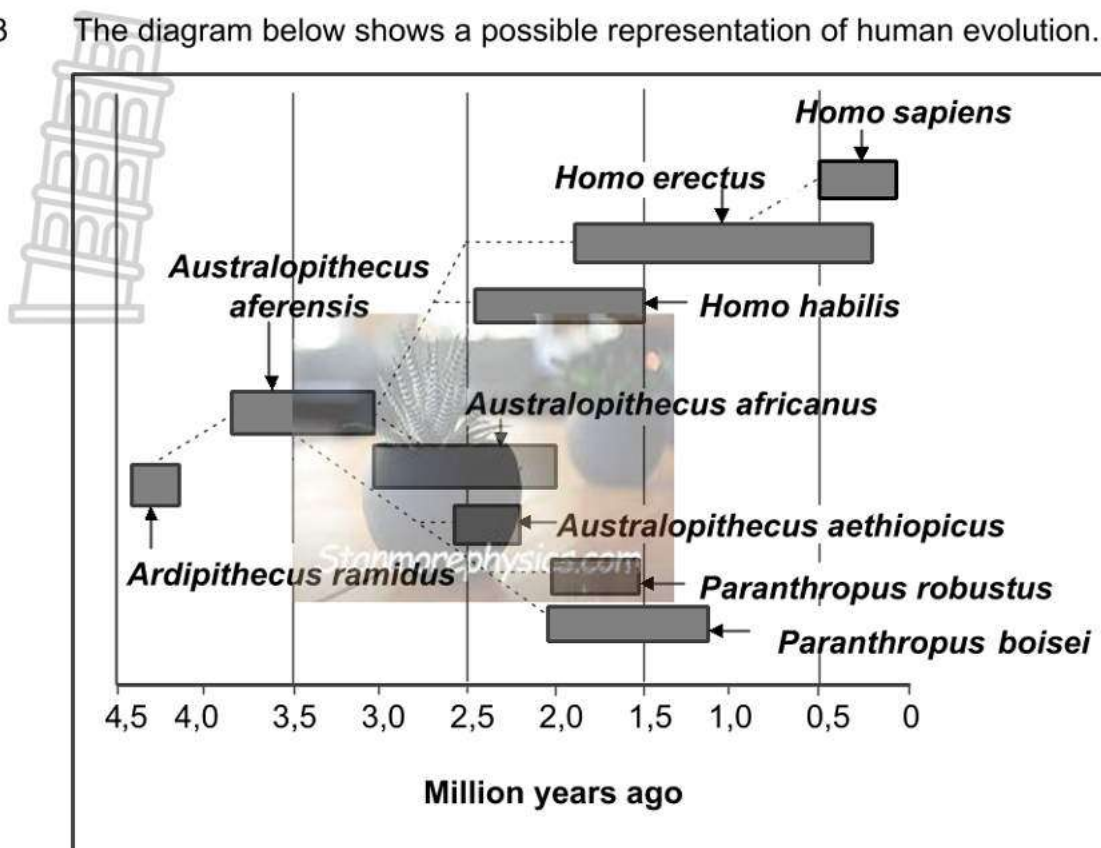 3 The diagram below shows a possible representation of human evolution.
Homo sapiens
Homo erectus
Australopithecus
aferensis
Homo habilis
Australopithecus africanus
Australopithecus aethiopicus
Stanmorephysics.com
Ardipithecus ramidus
Paranthropus robustus
Paranthropus boisei
4,5 4,0 3,5 3,0 2,5 2,0 1,5 1,0 0,5 0
Million years ago